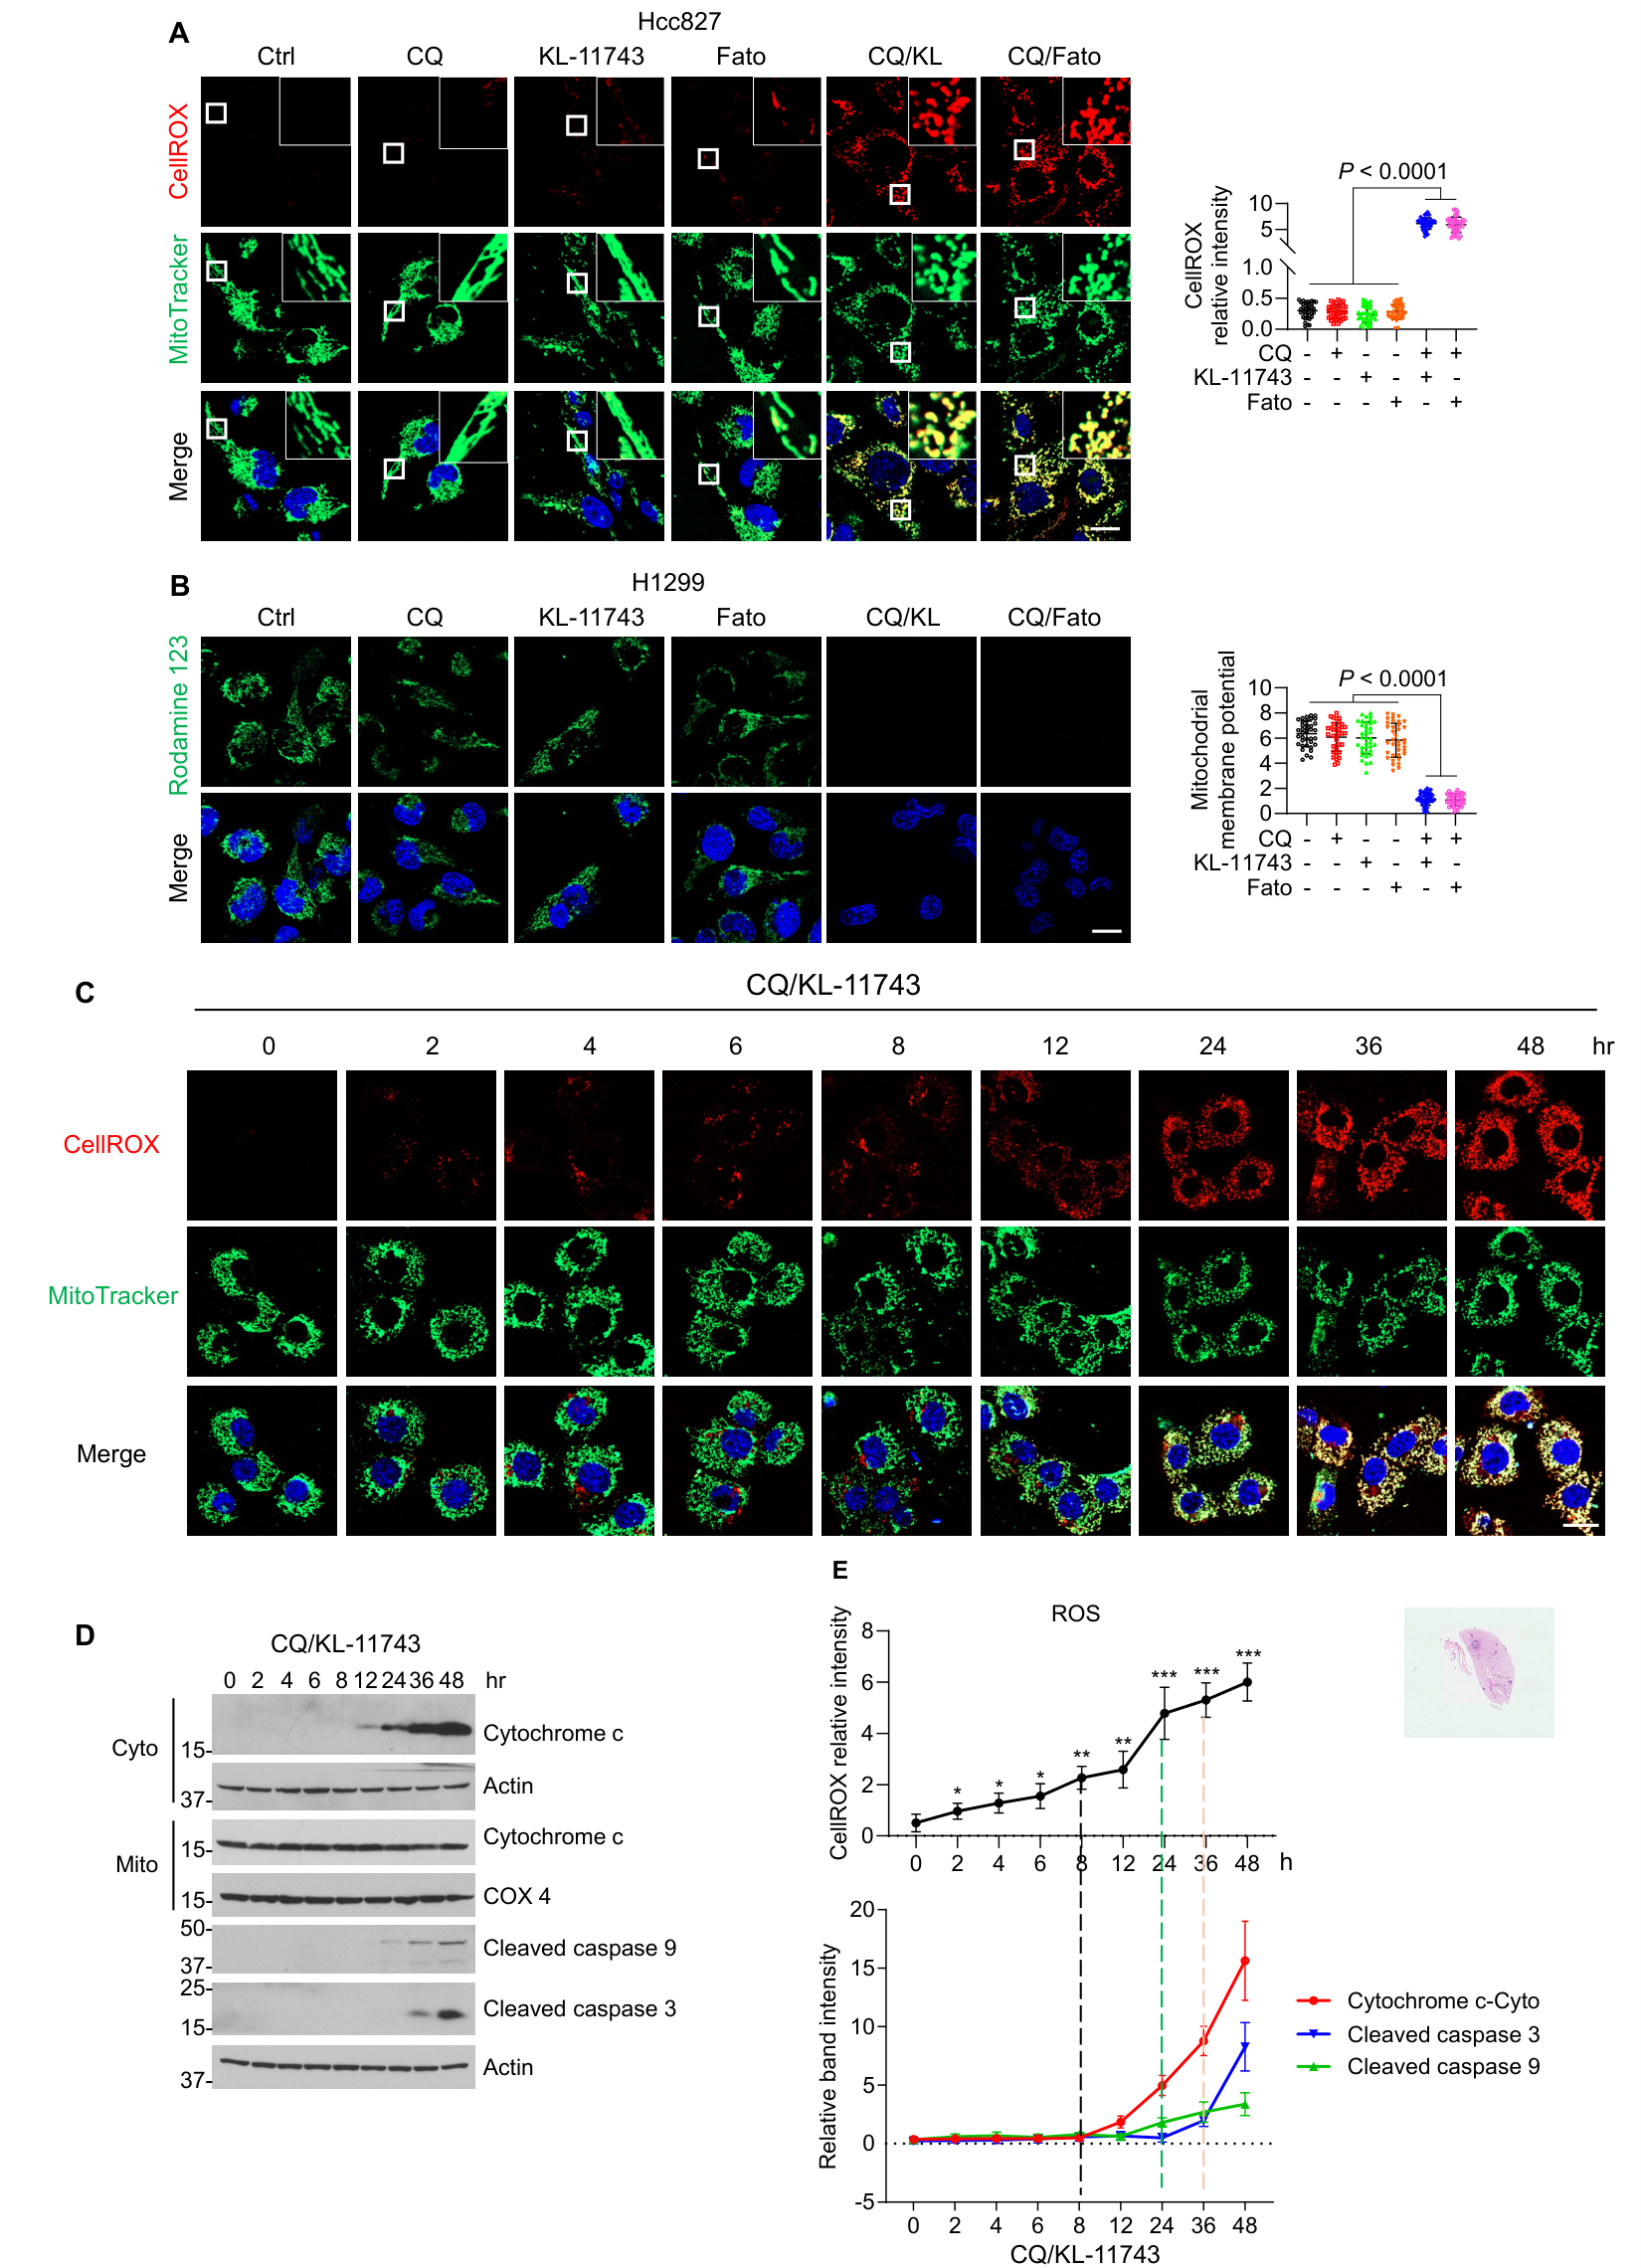 A
Hcc827
Ctrl CQ KL-11743 Fato CQ/KL CQ/Fato
CellROX
MitoTracker
Merge
CellROX
relative intensity
P < 0.0001
10
5
1.0
0.5
0.0
CQ - + - - + +
KL-11743 - - + - + -
Fato - - - + - +
B
H1299
Ctrl CQ KL-11743 Fato CQ/KL CQ/Fato
Rodamine 123
Merge
Mitochodrial
membrane potential
P < 0.0001
10
8
6
4
2
0
CQ - + - - + +
KL-11743 - - + - + -
Fato - - - + - +
C
CQ/KL-11743
0 2 4 6 8 12 24 36 48 hr
CellROX
MitoTracker
Merge
D
CQ/KL-11743
0 2 4 6 8 12 24 36 48 hr
Cyto
15- Cytochrome c
37- Actin
Mito
15- Cytochrome c
15- COX 4
50-
37- Cleaved caspase 9
25-
15- Cleaved caspase 3
37- Actin
E
ROS
CellROX relative intensity
8
6
4
2
0
* * * ** ** *** *** ***
0 2 4 6 8 12 24 36 48 h
Relative band intensity
20
15
10
5
0
-5
0 2 4 6 8 12 24 36 48
CQ/KL-11743
Cytochrome c-Cyto
Cleaved caspase 3
Cleaved caspase 9